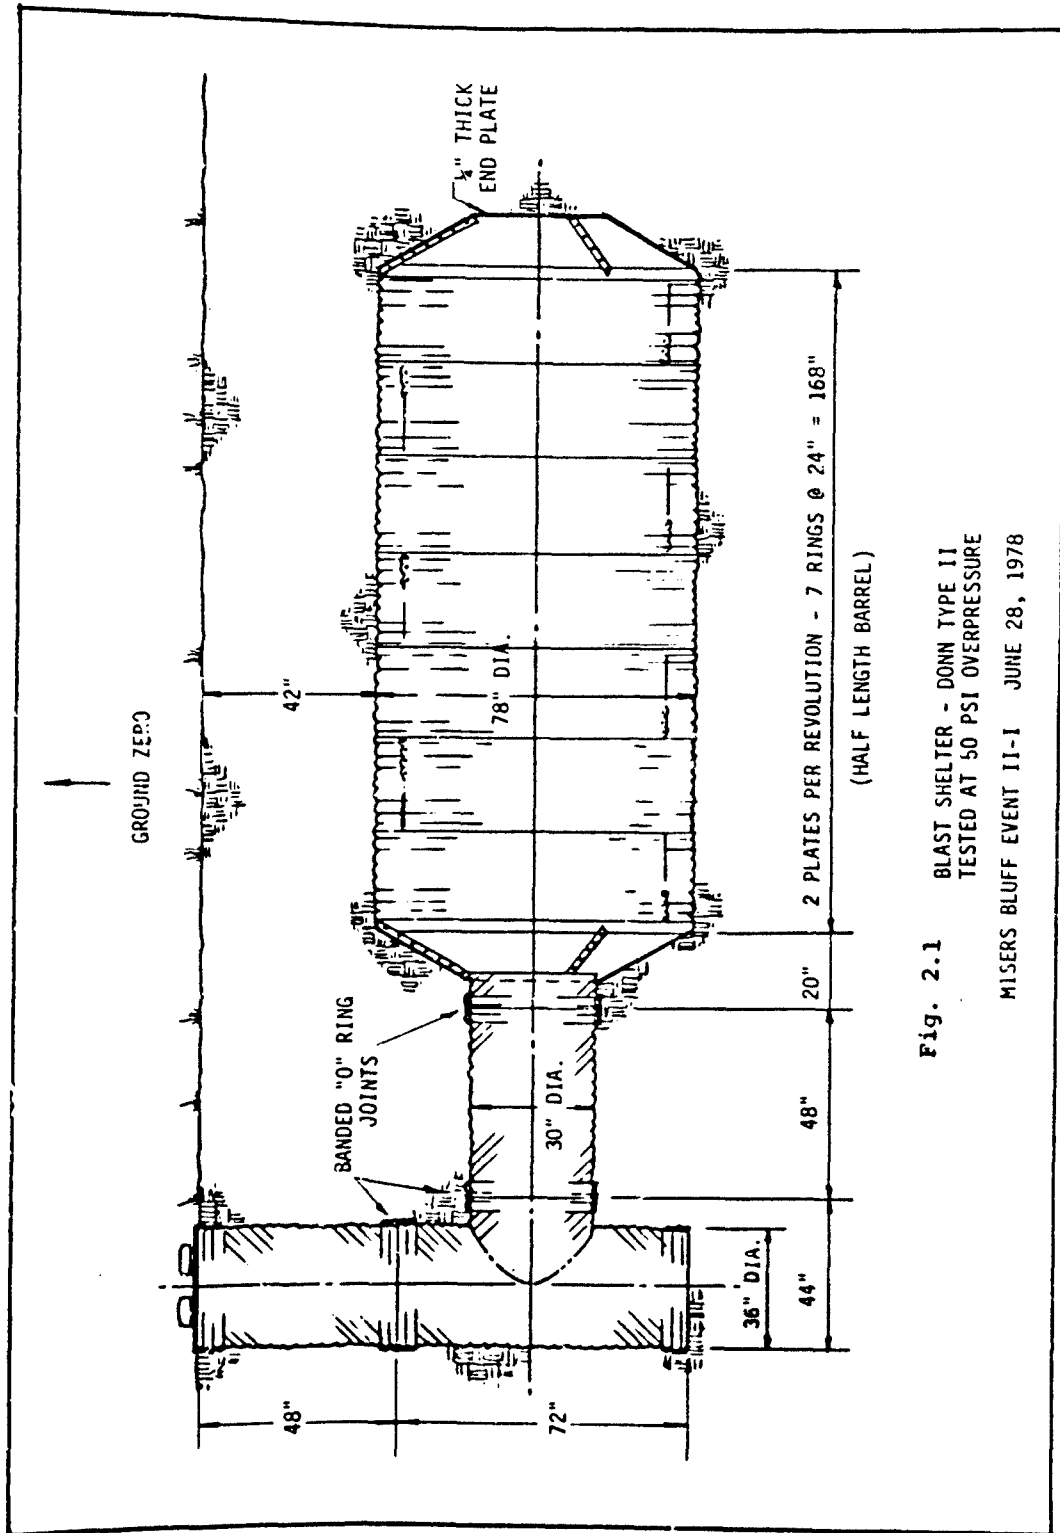 GROUND ZERO
42"
¼" THICK
END PLATE
BANDED "O" RING
JOINTS
48"
72"
78" DIA.
30" DIA.
36" DIA.
44"
48"
20"
2 PLATES PER REVOLUTION - 7 RINGS @ 24" = 168"
(HALF LENGTH BARREL)
Fig. 2.1 BLAST SHELTER - DONN TYPE II
TESTED AT 50 PSI OVERPRESSURE
MISERS BLUFF EVENT II-I JUNE 28, 1978